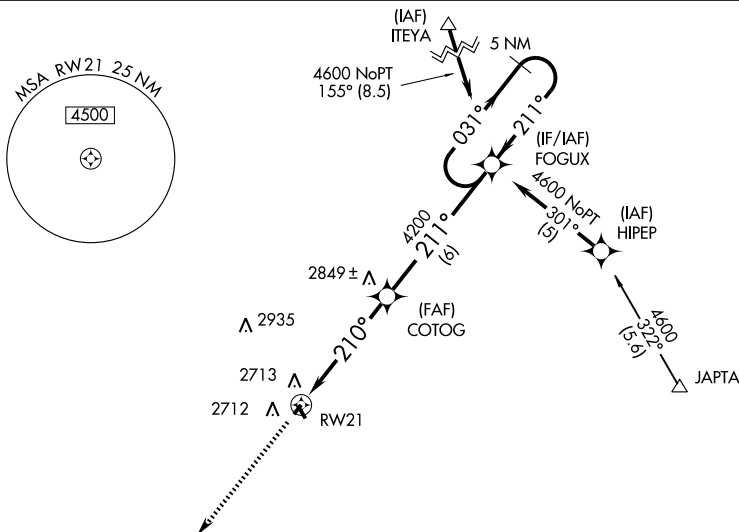 MSA RW21 25 NM
4500
(IAF)
ITEYA
4600 NoPT
155° (8.5)
5 NM
031°
211°
(IF/IAF)
FOGUX
4600 NoPT
301°
(5)
(IAF)
HIPEP
4600
322°
(5.6)
JAPTA
4200
211°
(6)
2849±
(FAF)
COTOG
2935
210°
2713
2712
RW21